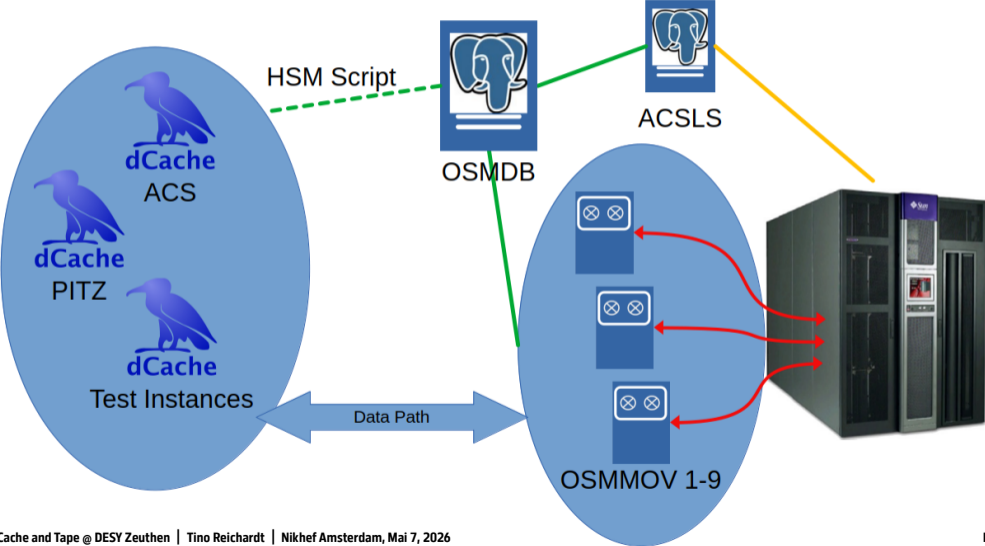 HSM Script
OSMDB
ACSLS
dCache
ACS
dCache
PITZ
dCache
Test Instances
Data Path
OSMMOV 1-9
Sun
Cache and Tape @ DESY Zeuthen | Tino Reichardt | Nikhef Amsterdam, Mai 7, 2026